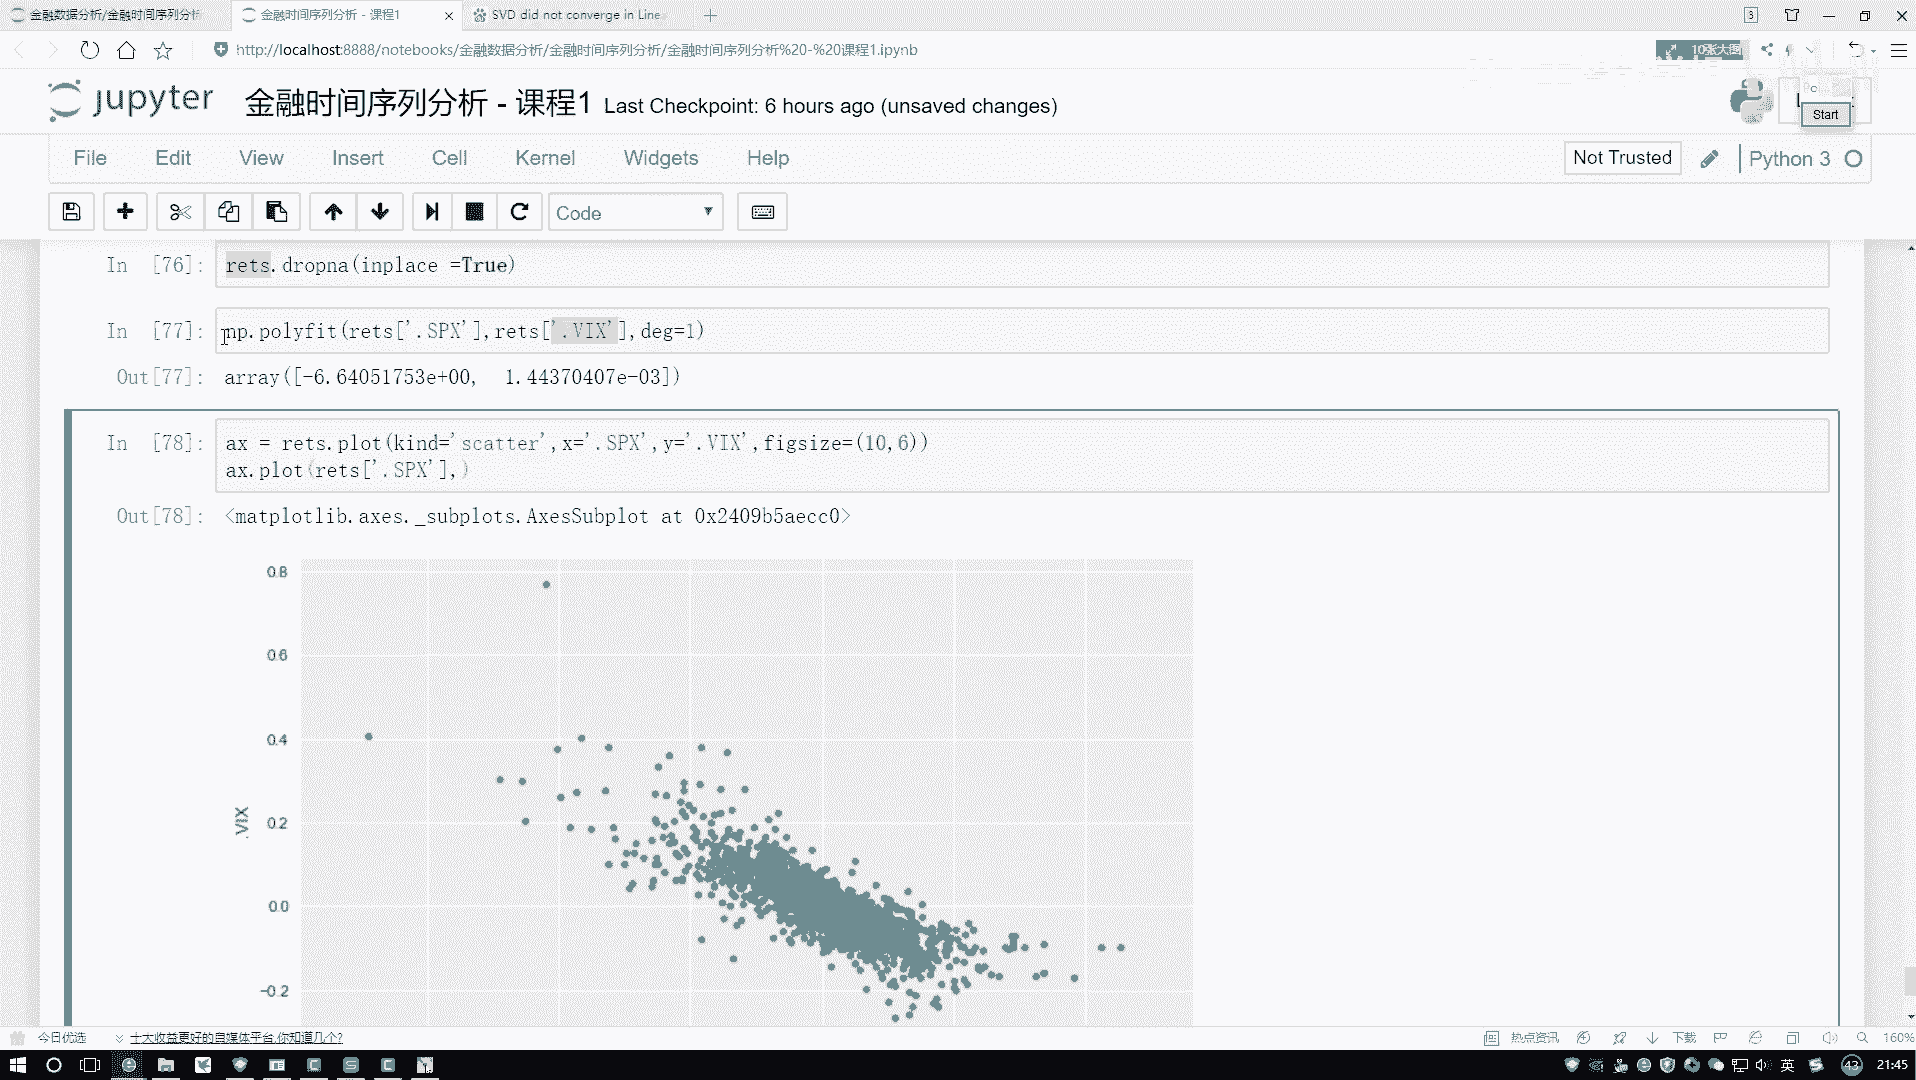 金融数据分析/金融时间序列分析
金融时间序列分析 - 课程1
SVD did not converge in Line
3
http://localhost:8888/notebooks/金融数据分析/金融时间序列分析/金融时间序列分析%20-%20课程1.ipynb
10张大图
jupyter
金融时间序列分析 - 课程1
Last Checkpoint: 6 hours ago (unsaved changes)
Start
File Edit View Insert Cell Kernel Widgets Help
Not Trusted
Python 3
Code
In [76]: rets.dropna(inplace =True)
In [77]: np.polyfit(rets['.SPX'],rets['.VIX'],deg=1)
Out[77]: array([-6.64051753e+00, 1.44370407e-03])
In [78]: ax = rets.plot(kind='scatter',x='.SPX',y='.VIX',figsize=(10,6))
ax.plot(rets['.SPX'],)
Out[78]: <matplotlib.axes._subplots.AxesSubplot at 0x2409b5aecc0>
0.8
0.6
0.4
.VIX
0.2
0.0
−0.2
今日优选
十大收益更好的自媒体平台,你知道几个?
热点资讯
下载
160%
英
43
21:45